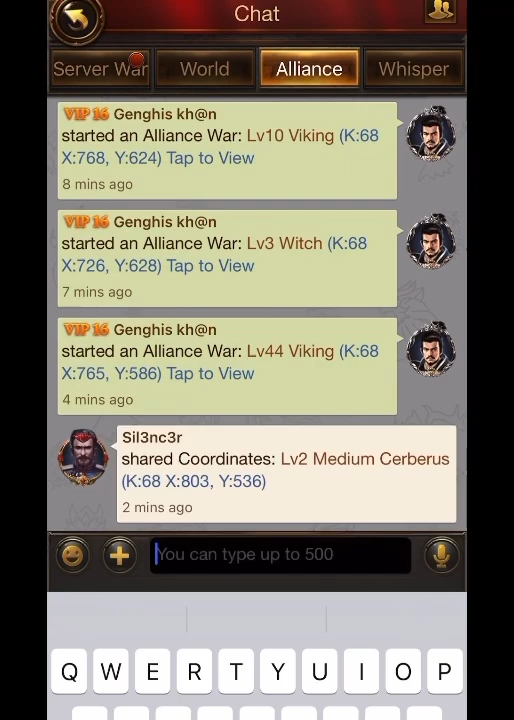 Chat
Server War
World
Alliance
Whisper
VIP 16 Genghis kh@n
started an Alliance War: Lv10 Viking (K:68
X:768, Y:624) Tap to View
8 mins ago
VIP 16 Genghis kh@n
started an Alliance War: Lv3 Witch (K:68
X:726, Y:628) Tap to View
7 mins ago
VIP 16 Genghis kh@n
started an Alliance War: Lv44 Viking (K:68
X:765, Y:586) Tap to View
4 mins ago
Sil3nc3r
shared Coordinates: Lv2 Medium Cerberus
(K:68 X:803, Y:536)
2 mins ago
You can type up to 500
Q W E R T Y U I O P